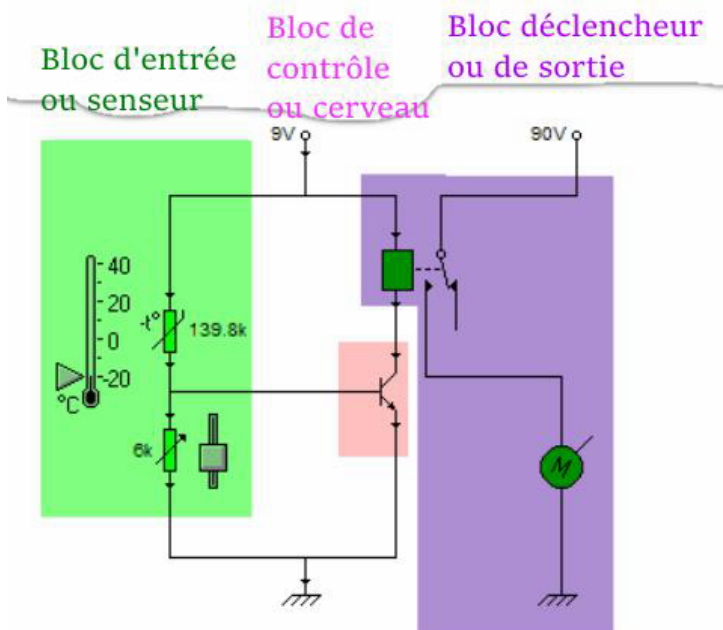 Bloc d'entrée
ou senseur
Bloc de
contrôle
ou cerveau
Bloc déclencheur
ou de sortie
9V
90V
40
20
0
-20
°C
-t°
139.8k
6k
M